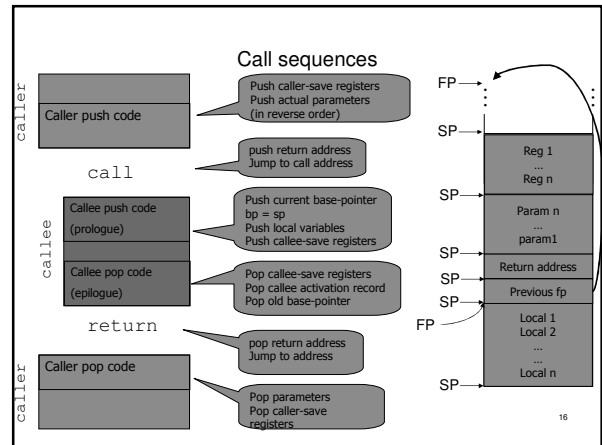 Call sequences
caller
Caller push code
Push caller-save registers
Push actual parameters
(in reverse order)
call
push return address
Jump to call address
callee
Callee push code
(prologue)
Push current base-pointer
bp = sp
Push local variables
Push callee-save registers
Callee pop code
(epilogue)
Pop callee-save registers
Pop callee activation record
Pop old base-pointer
return
pop return address
Jump to address
caller
Caller pop code
Pop parameters
Pop caller-save
registers
FP
SP
Reg 1
...
Reg n
SP
Param n
...
param1
SP
Return address
SP
Previous fp
SP
FP
Local 1
Local 2
...
...
Local n
SP
16